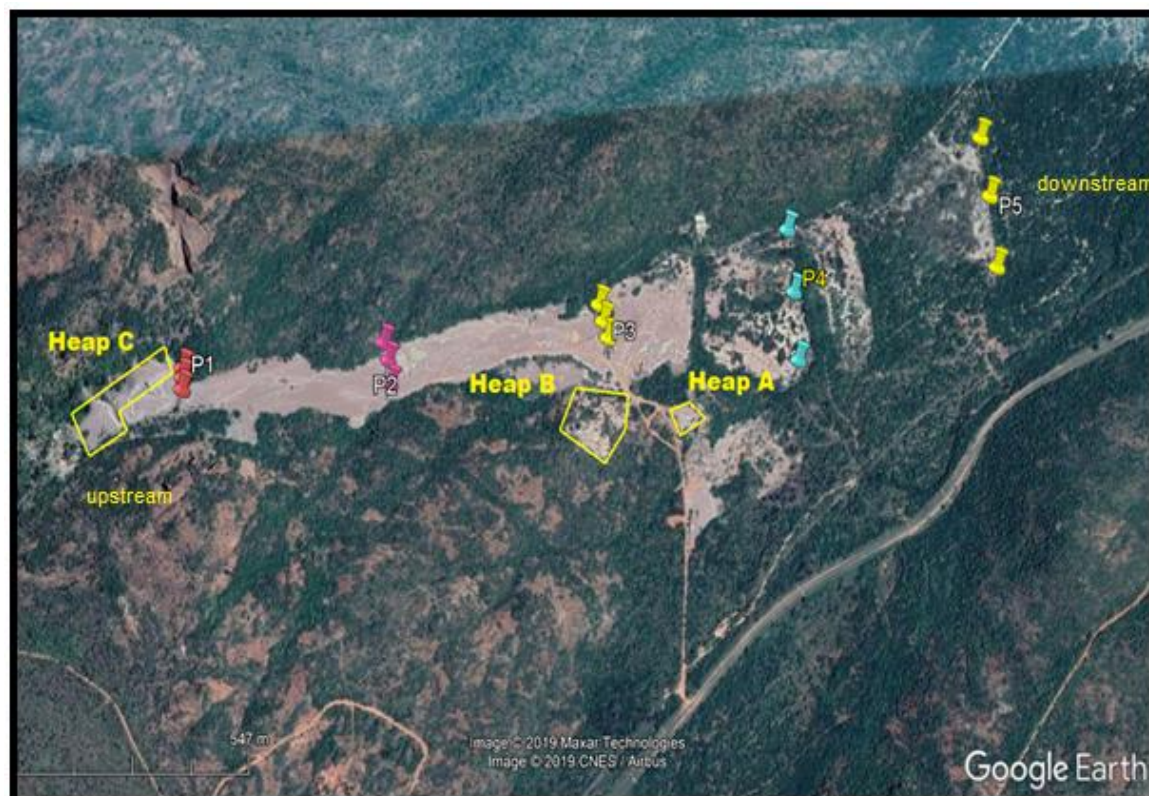 downstream
P5
P4
P3
Heap C
P1
P2
Heap B
Heap A
upstream
547 m
Image © 2019 Maxar Technologies
Image © 2019 CNES / Airbus
Google Earth